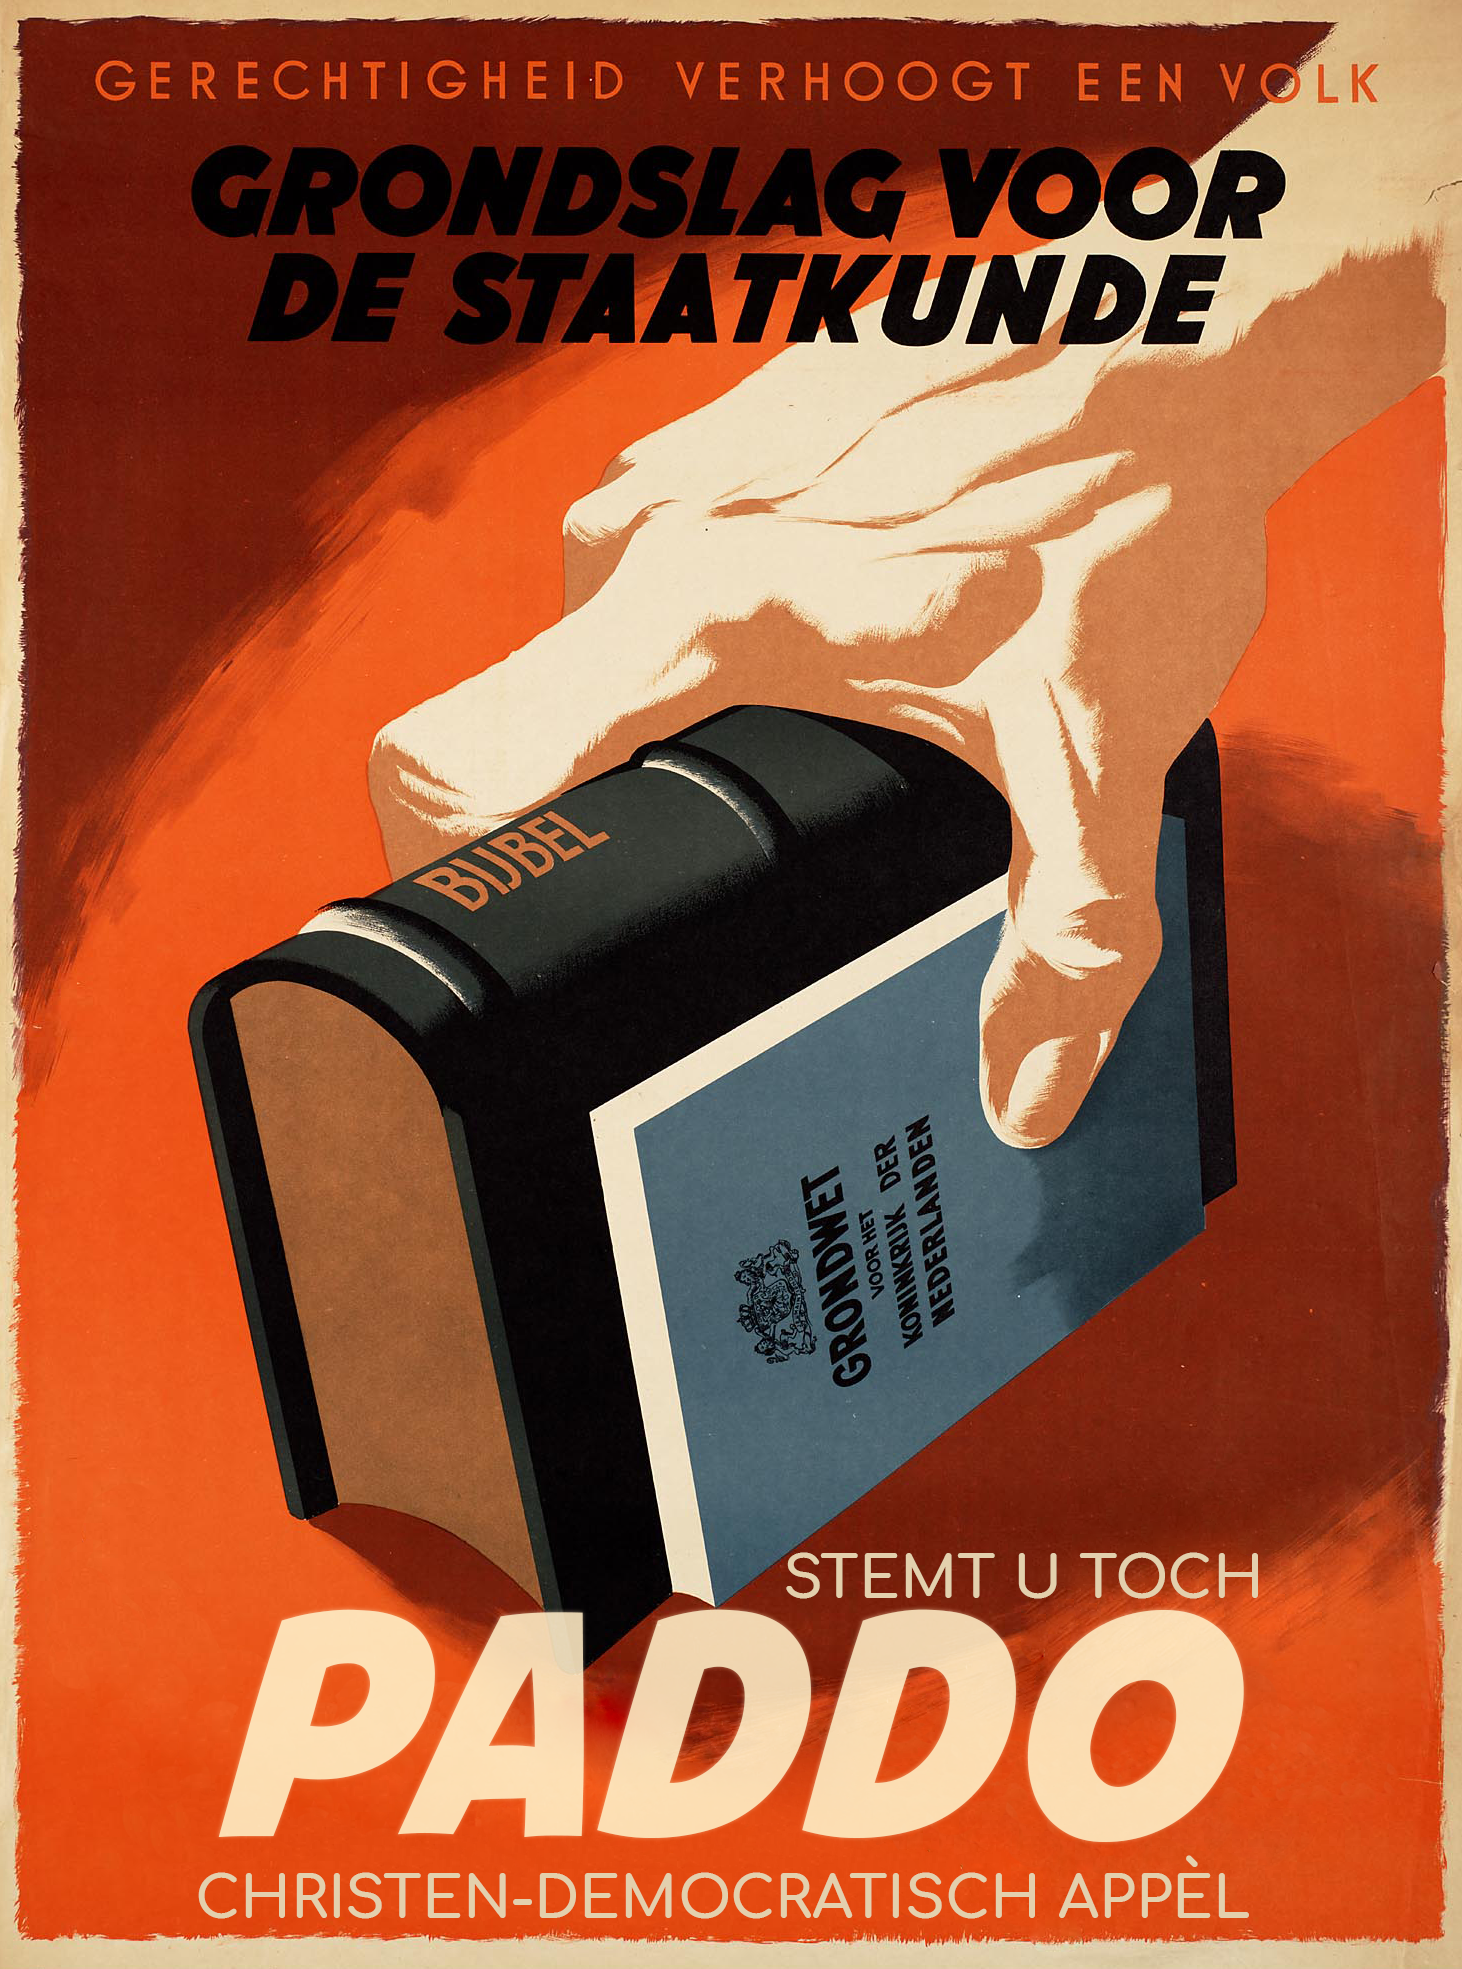 GERECHTIGHEID VERHOOGT EEN VOLK
GRONDSLAG VOOR
DE STAATKUNDE
BIJBEL
GRONDWET
VOOR HET
KONINKRIJK DER
NEDERLANDEN
STEMT U TOCH
PADDO
CHRISTEN-DEMOCRATISCH APPÈL